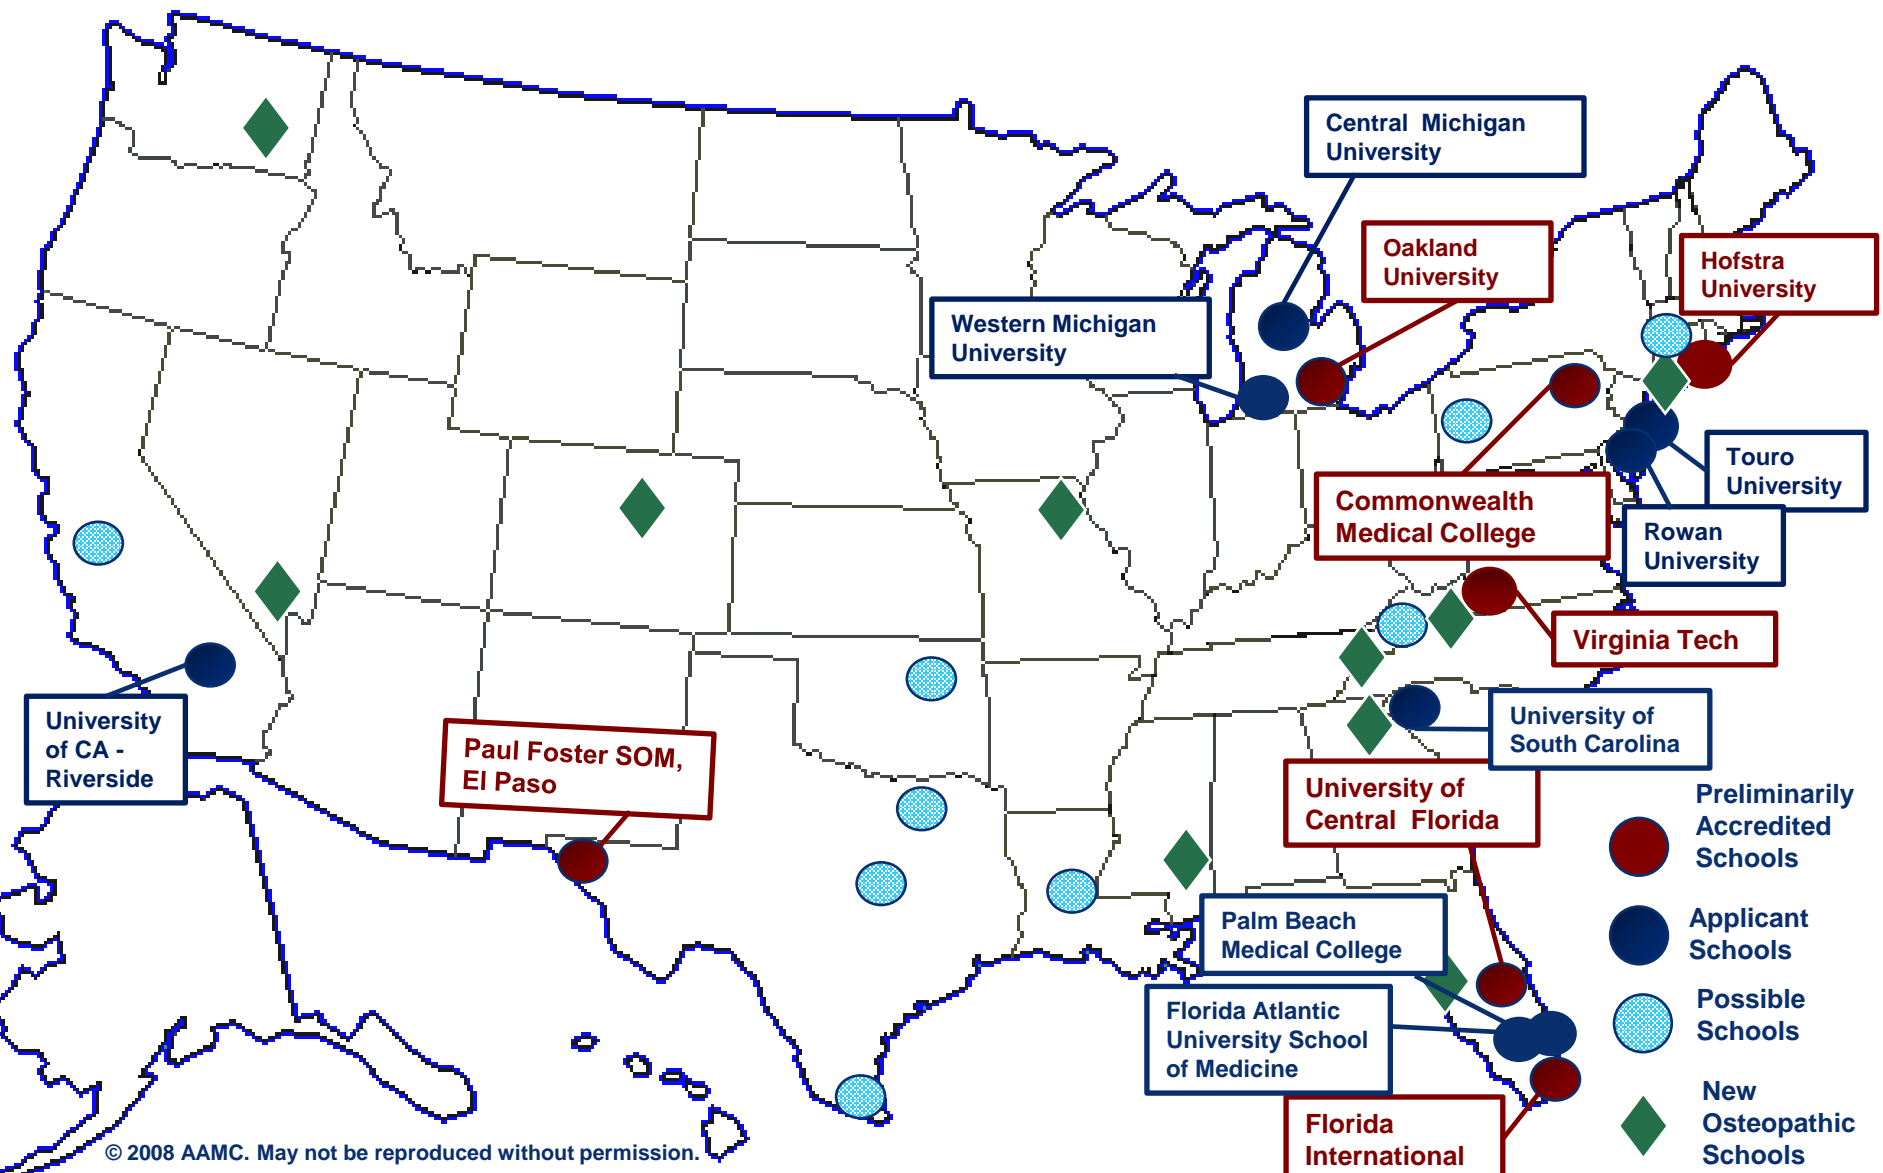 Central Michigan
University
Oakland
University
Hofstra
University
Western Michigan
University
Touro
University
Commonwealth
Medical College
Rowan
University
Virginia Tech
University
of CA -
Riverside
Paul Foster SOM,
El Paso
University of
South Carolina
University of
Central Florida
Palm Beach
Medical College
Florida Atlantic
University School
of Medicine
Florida
International
Preliminarily
Accredited
Schools
Applicant
Schools
Possible
Schools
New
Osteopathic
Schools
© 2008 AAMC. May not be reproduced without permission.